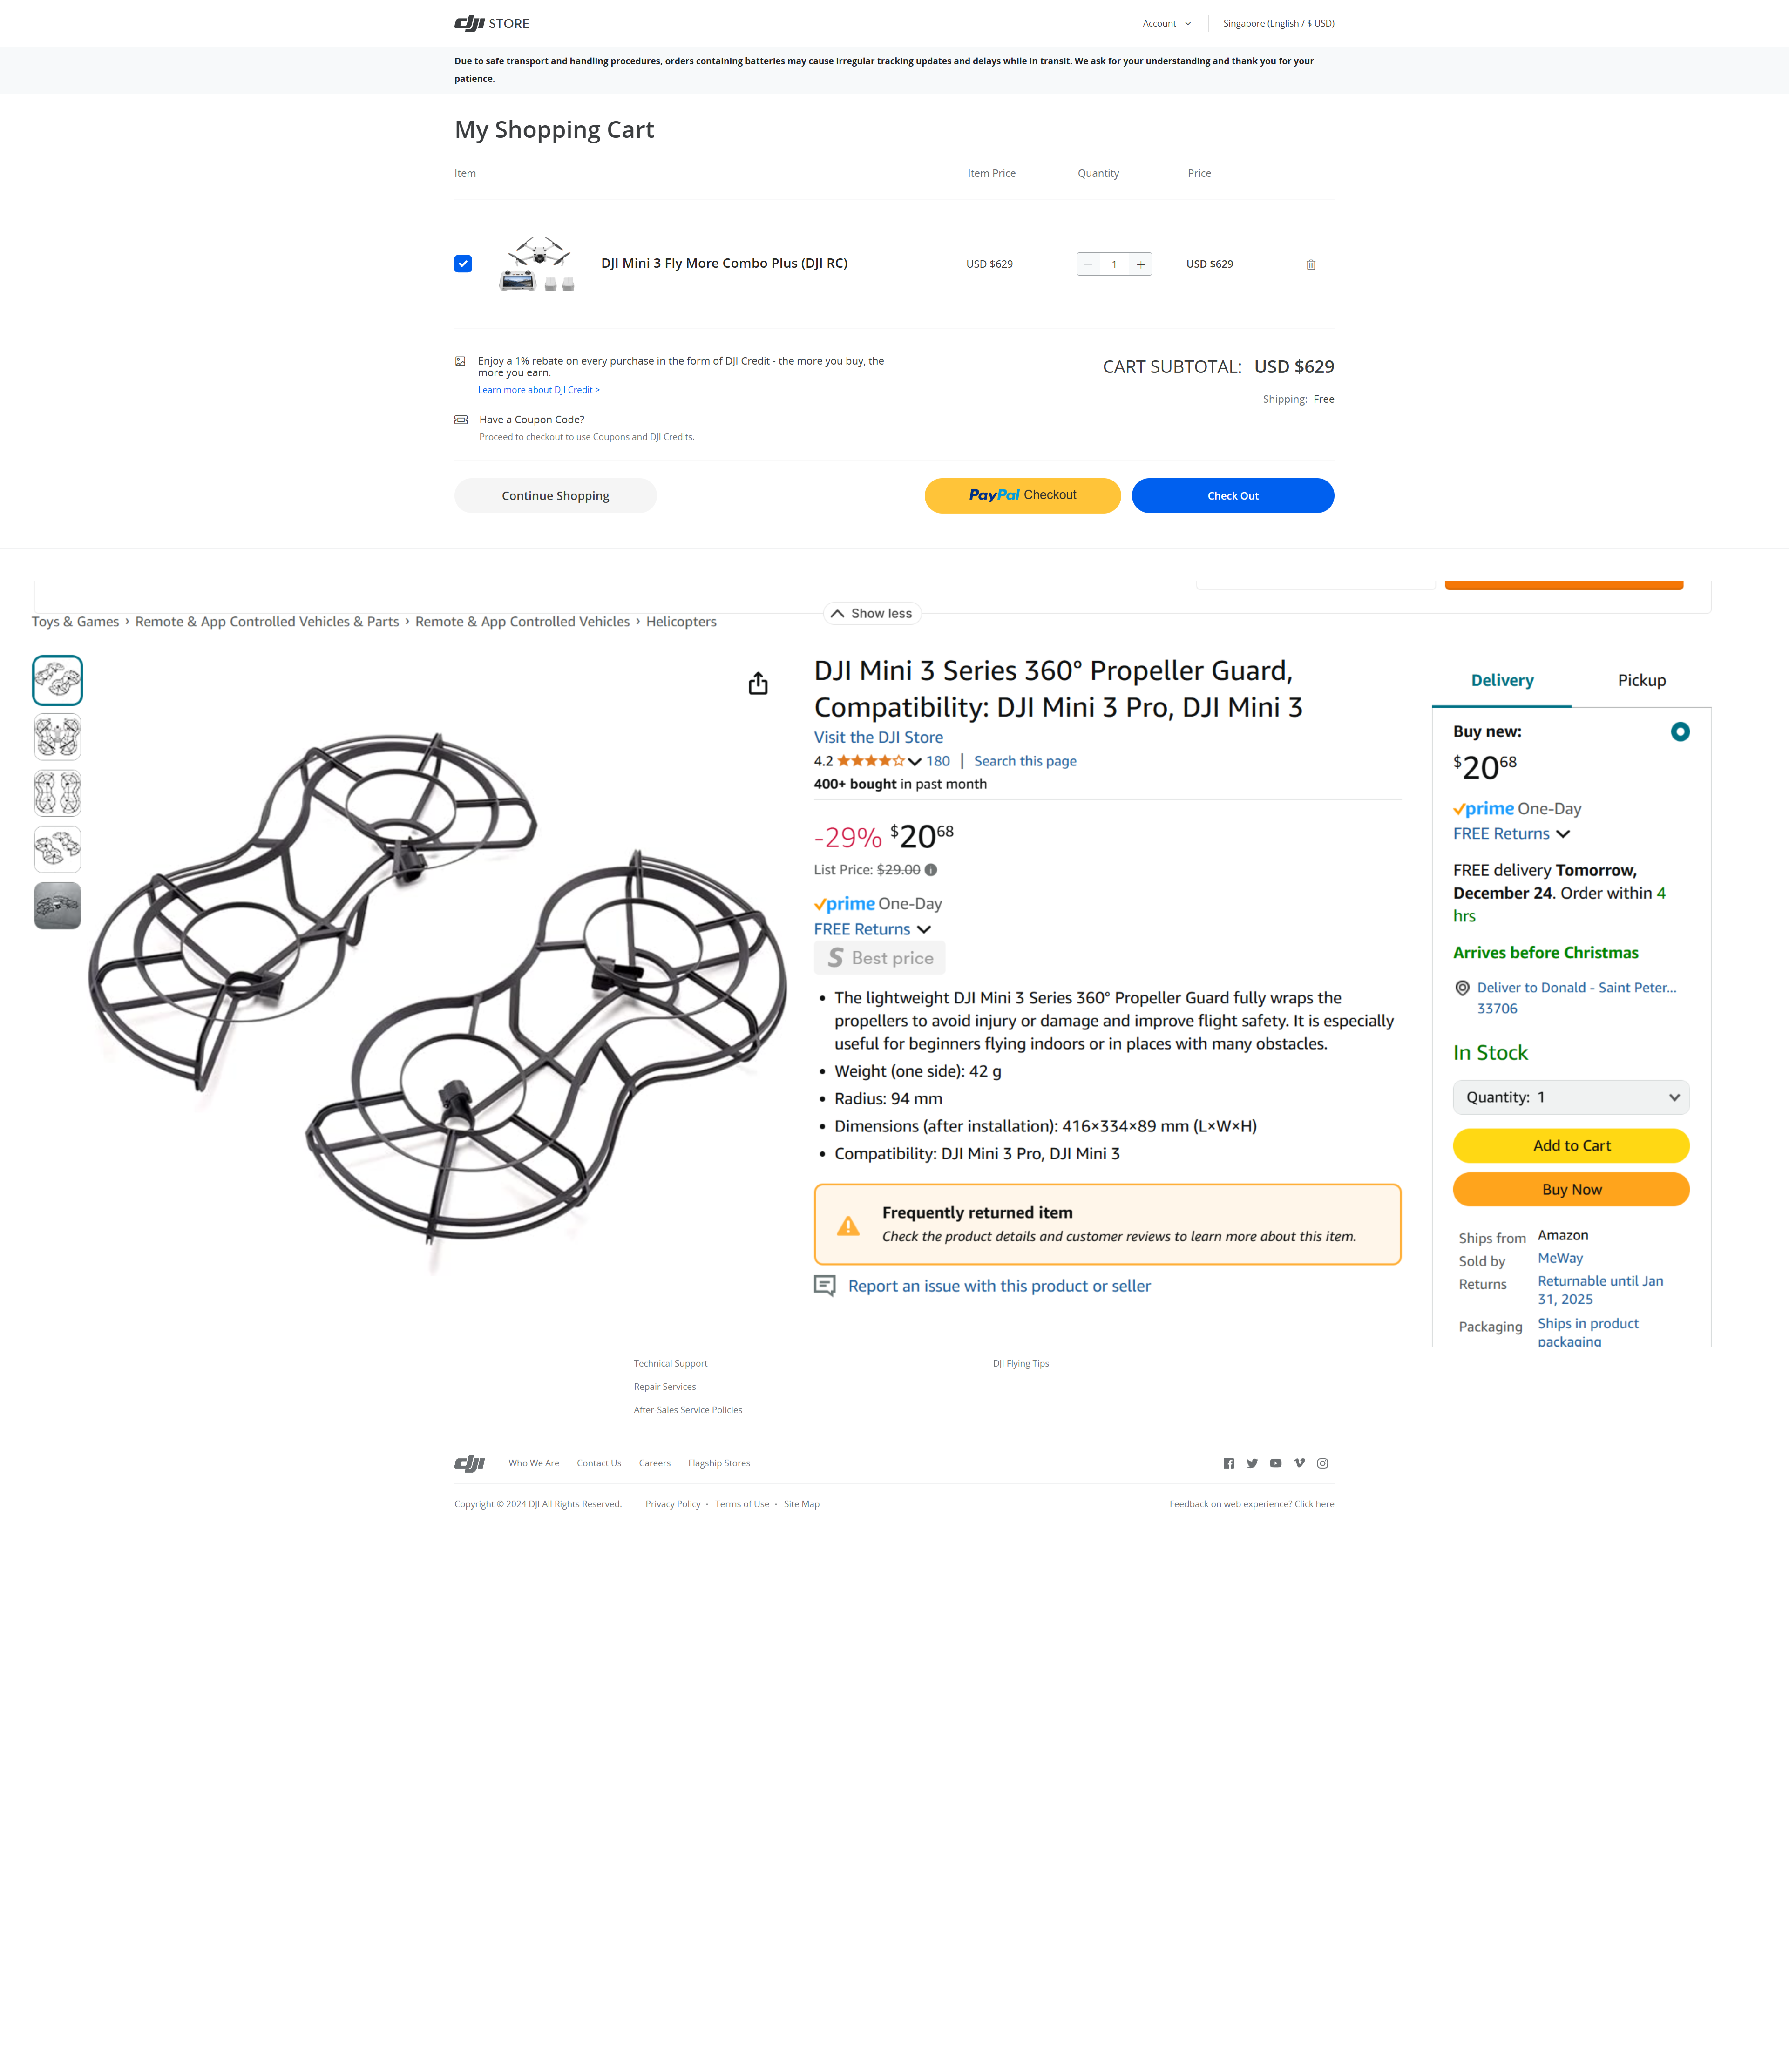 dji STORE
Account
Singapore (English / $ USD)
Due to safe transport and handling procedures, orders containing batteries may cause irregular tracking updates and delays while in transit. We ask for your understanding and thank you for your
patience.
My Shopping Cart
Item
Item Price
Quantity
Price
DJI Mini 3 Fly More Combo Plus (DJI RC)
USD $629
1
USD $629
Enjoy a 1% rebate on every purchase in the form of DJI Credit - the more you buy, the
more you earn.
Learn more about DJI Credit >
Have a Coupon Code?
Proceed to checkout to use Coupons and DJI Credits.
CART SUBTOTAL: USD $629
Shipping: Free
Continue Shopping
PayPal Checkout
Check Out
Show less
Toys & Games › Remote & App Controlled Vehicles & Parts › Remote & App Controlled Vehicles › Helicopters
DJI Mini 3 Series 360° Propeller Guard,
Compatibility: DJI Mini 3 Pro, DJI Mini 3
Visit the DJI Store
4.2 180 | Search this page
400+ bought in past month
-29% $20 68
List Price: $29.00
prime One-Day
FREE Returns
S Best price
• The lightweight DJI Mini 3 Series 360° Propeller Guard fully wraps the
propellers to avoid injury or damage and improve flight safety. It is especially
useful for beginners flying indoors or in places with many obstacles.
• Weight (one side): 42 g
• Radius: 94 mm
• Dimensions (after installation): 416×334×89 mm (L×W×H)
• Compatibility: DJI Mini 3 Pro, DJI Mini 3
Frequently returned item
Check the product details and customer reviews to learn more about this item.
Report an issue with this product or seller
Delivery
Pickup
Buy new:
$20 68
prime One-Day
FREE Returns
FREE delivery Tomorrow,
December 24. Order within 4
hrs
Arrives before Christmas
Deliver to Donald - Saint Peter...
33706
In Stock
Quantity: 1
Add to Cart
Buy Now
Ships from Amazon
Sold by MeWay
Returns Returnable until Jan
31, 2025
Packaging Ships in product
packaging
Technical Support
DJI Flying Tips
Repair Services
After-Sales Service Policies
dji
Who We Are
Contact Us
Careers
Flagship Stores
Copyright © 2024 DJI All Rights Reserved.
Privacy Policy · Terms of Use · Site Map
Feedback on web experience? Click here